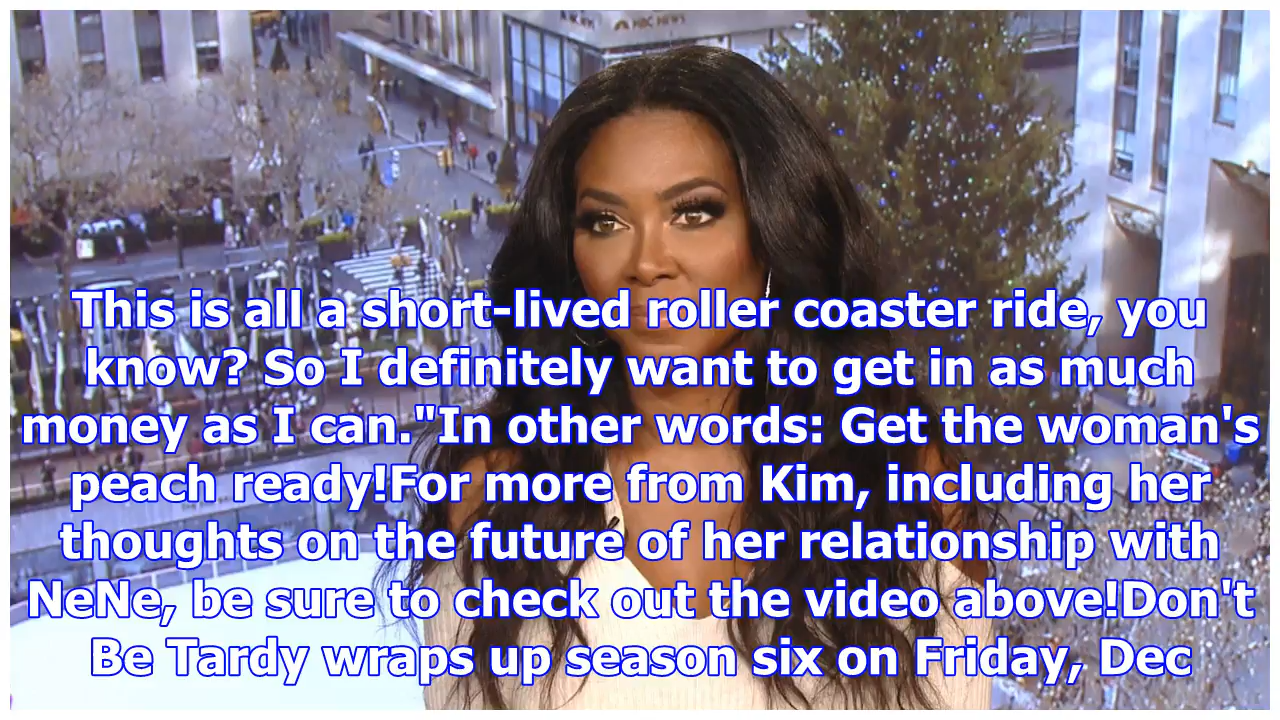 NBC NEWS
This is all a short-lived roller coaster ride, you
know? So I definitely want to get in as much
money as I can."In other words: Get the woman's
peach ready!For more from Kim, including her
thoughts on the future of her relationship with
NeNe, be sure to check out the video above!Don't
Be Tardy wraps up season six on Friday, Dec